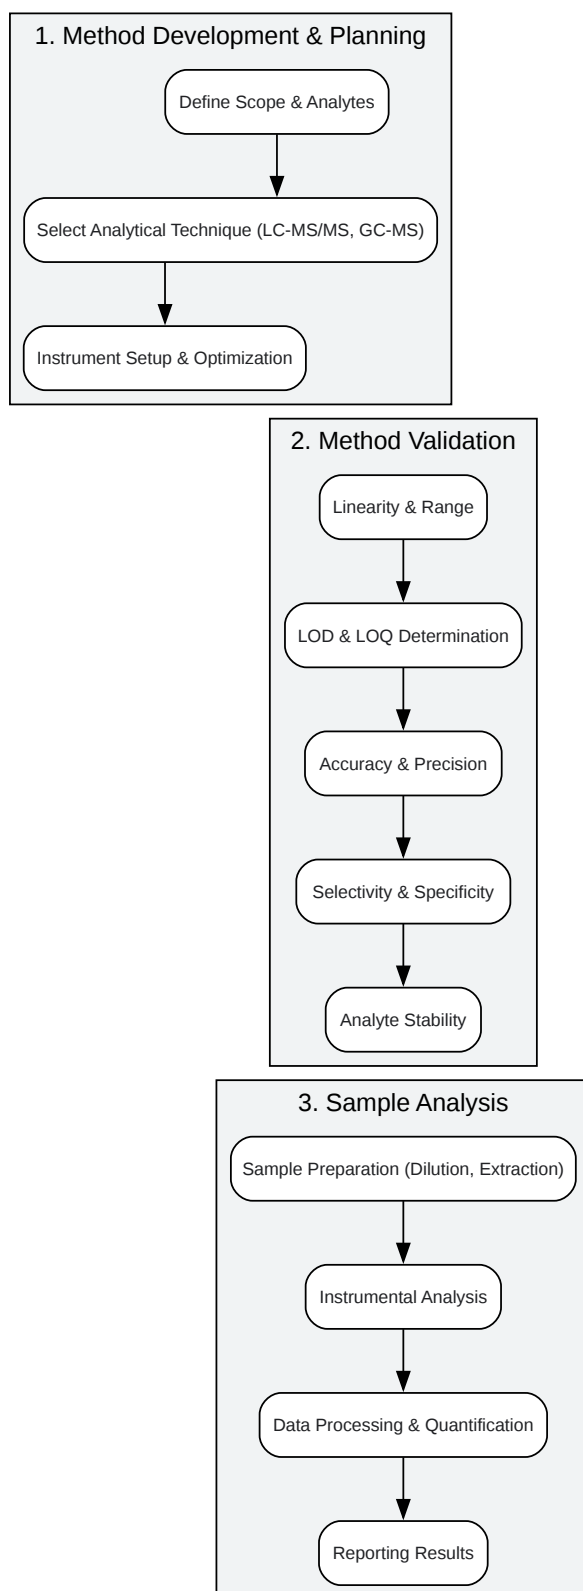 1. Method Development & Planning
Define Scope & Analytes
Select Analytical Technique (LC-MS/MS, GC-MS)
Instrument Setup & Optimization
2. Method Validation
Linearity & Range
LOD & LOQ Determination
Accuracy & Precision
Selectivity & Specificity
Analyte Stability
3. Sample Analysis
Sample Preparation (Dilution, Extraction)
Instrumental Analysis
Data Processing & Quantification
Reporting Results